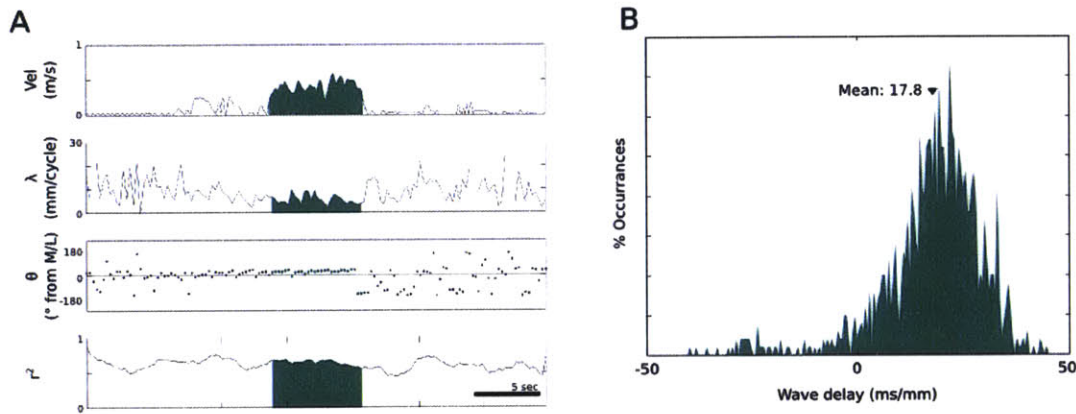 A
1
Vel
(m/s)
0
30
λ
(mm/cycle)
0
180
θ
(° from M/L)
0
-180
1
r²
0
5 sec
B
Mean: 17.8
% Occurrances
-50
0
50
Wave delay (ms/mm)